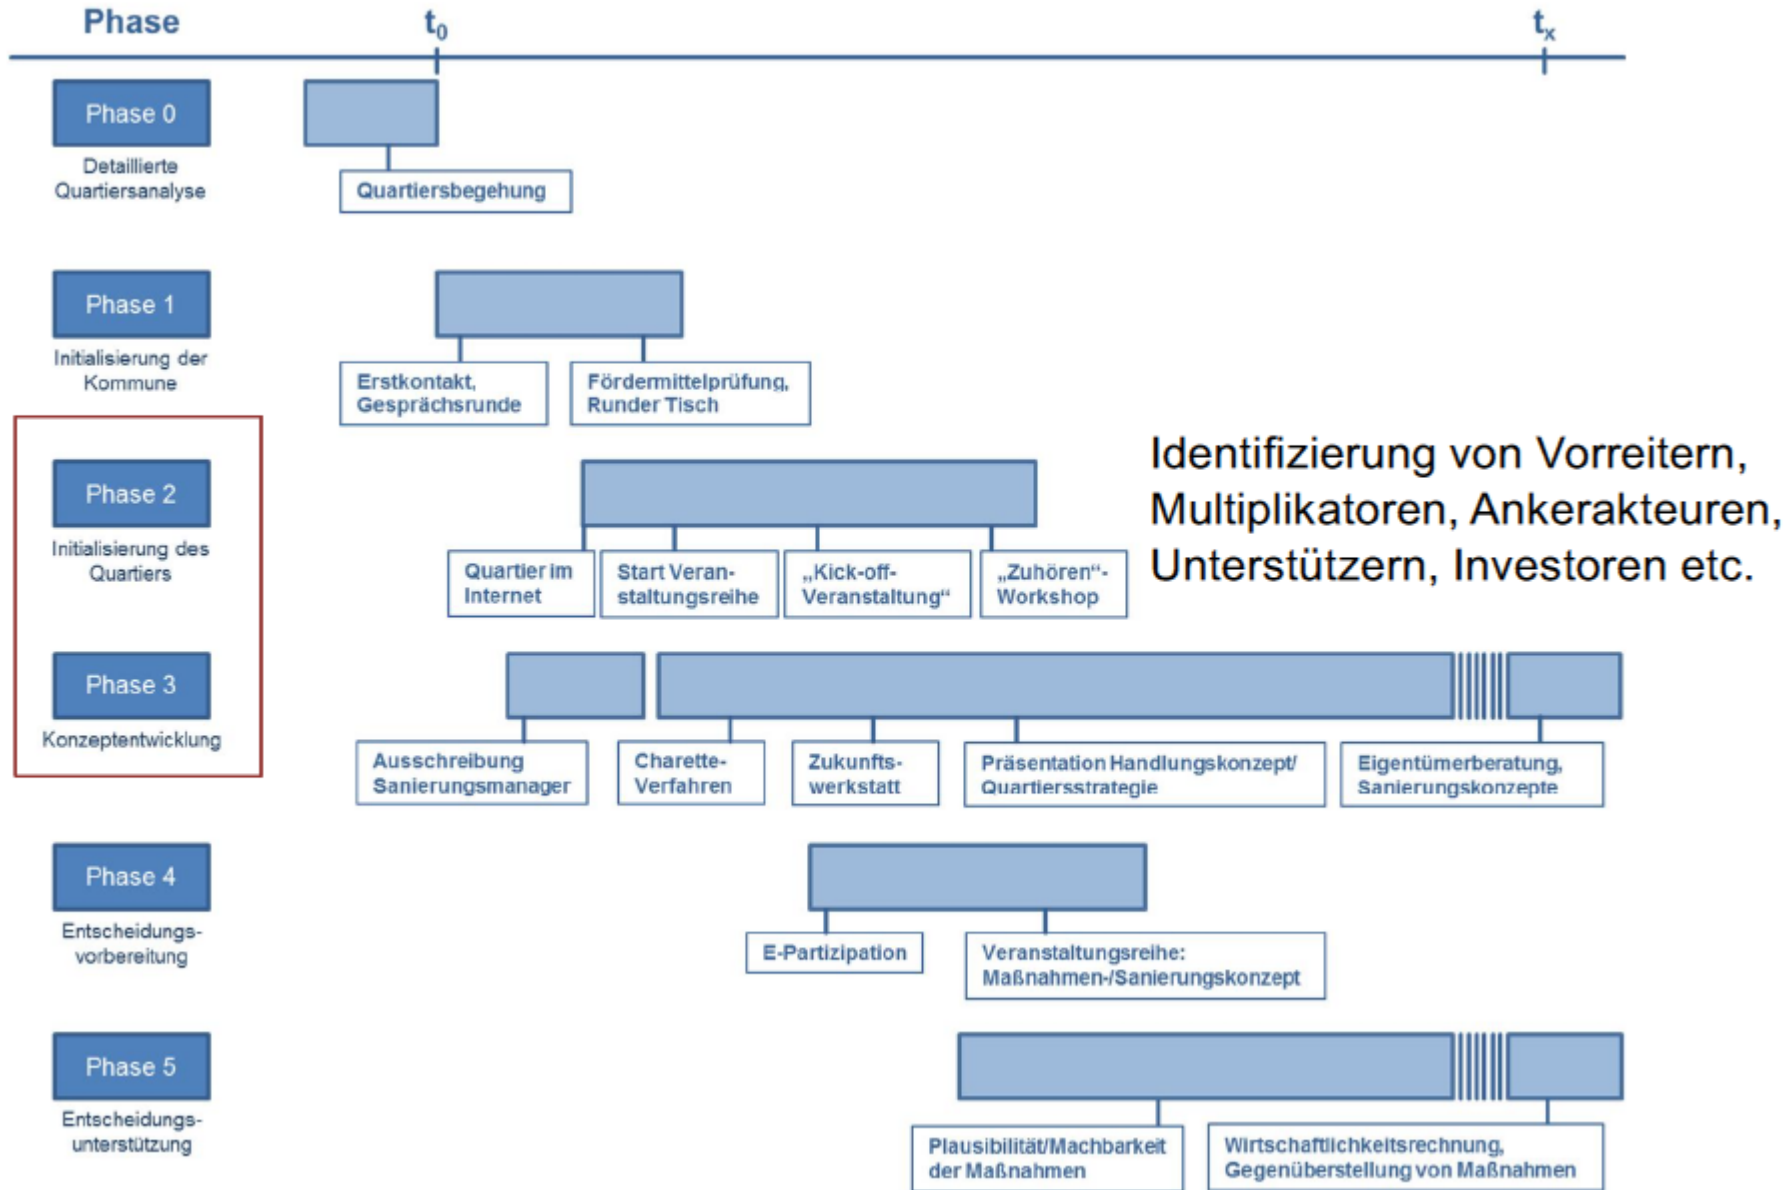 Phase
t₀
tₓ
Phase 0
Detaillierte
Quartiersanalyse
Quartiersbegehung
Phase 1
Initialisierung der
Kommune
Erstkontakt,
Gesprächsrunde
Fördermittelprüfung,
Runder Tisch
Identifizierung von Vorreitern,
Multiplikatoren, Ankerakteuren,
Unterstützern, Investoren etc.
Phase 2
Initialisierung des
Quartiers
Quartier im
Internet
Start Veran-
staltungsreihe
„Kick-off-
Veranstaltung“
„Zuhören“-
Workshop
Phase 3
Konzeptentwicklung
Ausschreibung
Sanierungsmanager
Charette-
Verfahren
Zukunfts-
werkstatt
Präsentation Handlungskonzept/
Quartiersstrategie
Eigentümerberatung,
Sanierungskonzepte
Phase 4
Entscheidungs-
vorbereitung
E-Partizipation
Veranstaltungsreihe:
Maßnahmen-/Sanierungskonzept
Phase 5
Entscheidungs-
unterstützung
Plausibilität/Machbarkeit
der Maßnahmen
Wirtschaftlichkeitsrechnung,
Gegenüberstellung von Maßnahmen